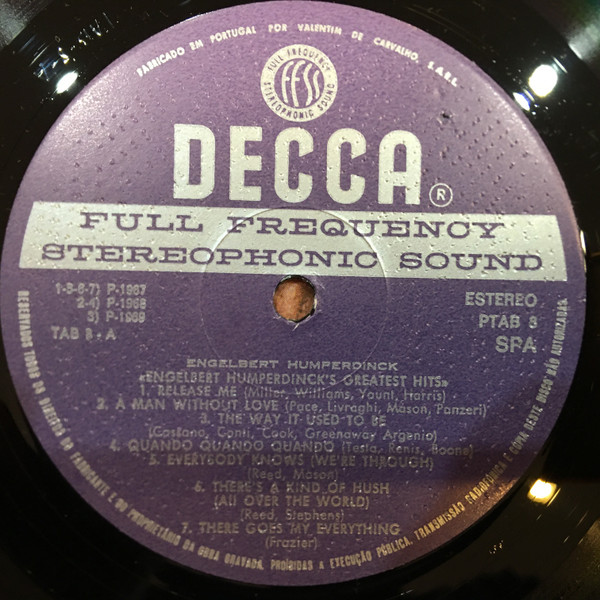 FABRICADO EM PORTUGAL POR VALENTIM DE CARVALHO, S.A.R.L.
FULL FREQUENCY
FFSS
STEREOPHONIC SOUND
DECCA®
FULL FREQUENCY
STEREOPHONIC SOUND
1-5-6-7) P-1967
2-4) P-1968
3) P-1969
TAB 3 - A
ESTEREO
PTAB 3
SPA
ENGELBERT HUMPERDINCK
«ENGELBERT HUMPERDINCK'S GREATEST HITS»
1. RELEASE ME (Miller, Williams, Yaunt, Harris)
2. A MAN WITHOUT LOVE (Pace, Livraghi, Mason, Panzeri)
3. THE WAY IT USED TO BE
(Cassano, Conti, Cook, Greenaway Argenio)
4. QUANDO QUANDO QUANDO (Testa, Renis, Boone)
5. EVERYBODY KNOWS (WE'RE THROUGH)
(Reed, Mason)
6. THERE'S A KIND OF HUSH
(All OVER THE WORLD)
(Reed, Stephens)
7. THERE GOES MY EVERYTHING
(Frazier)
RESERVADOS TODOS OS DIREITOS DO FABRICANTE E DO PROPRIETÁRIO DA OBRA GRAVADA. PROIBIDAS A EXECUÇÃO PÚBLICA, TRANSMISSÃO RADIOFÓNICA E CÓPIA DESTE DISCO NÃO AUTORIZADAS.